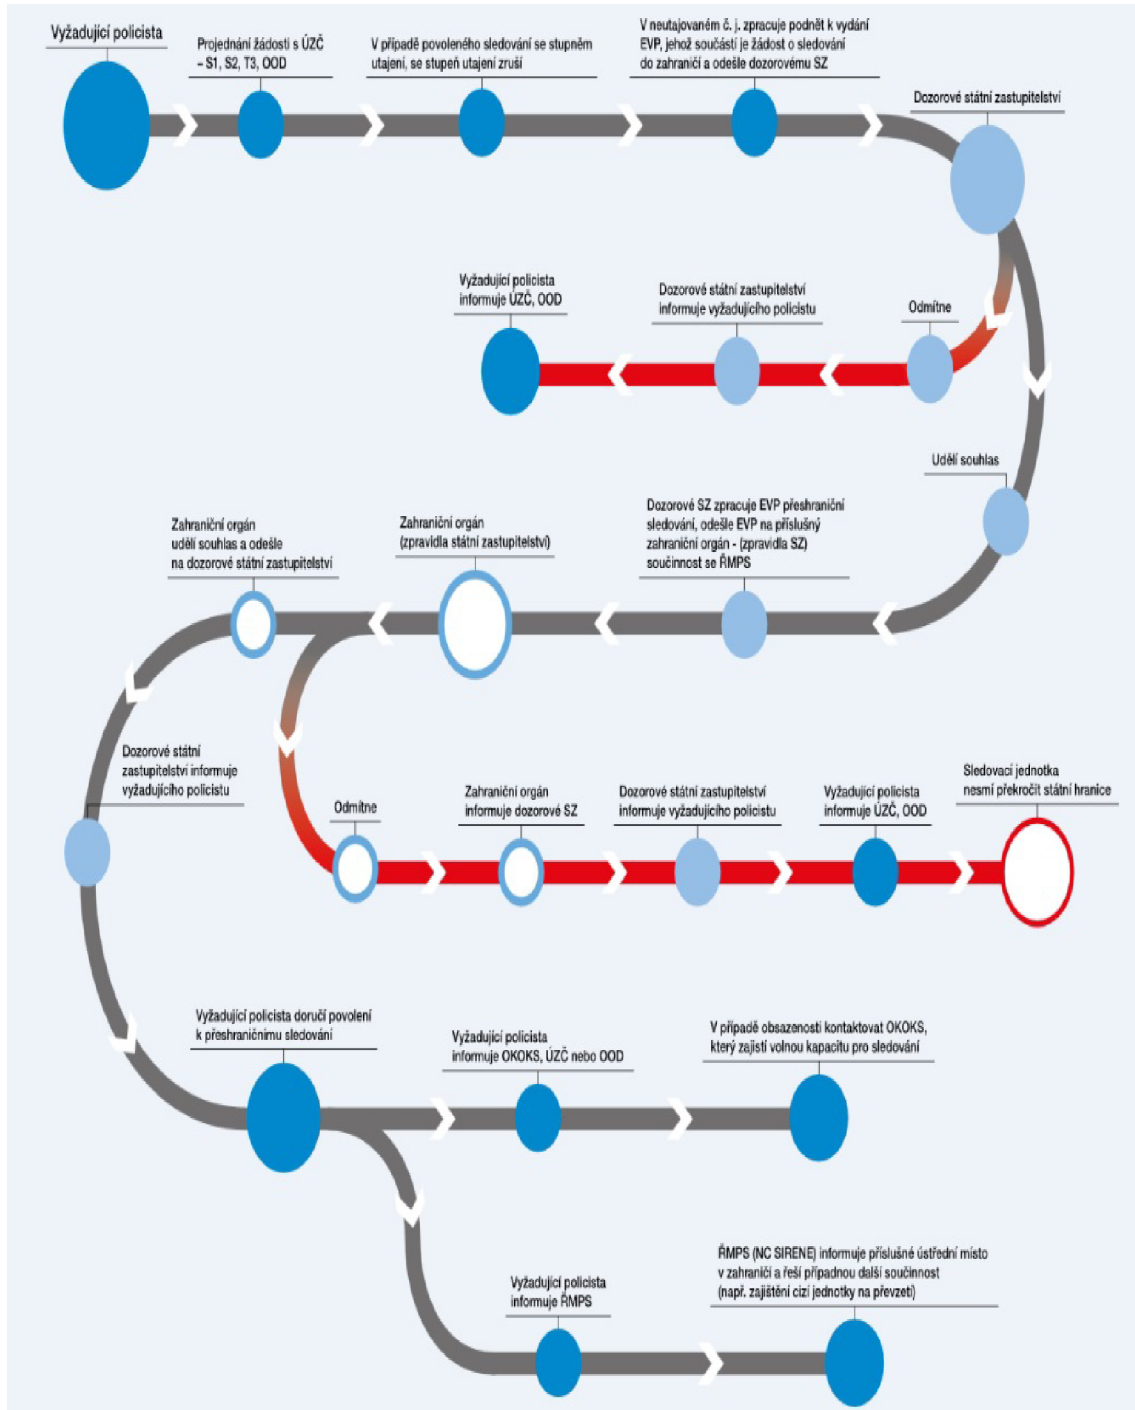 Vyžadující policista
Projednání žádosti s ÚZČ
– S1, S2, T3, OOD
V případě povoleného sledování se stupněm
utajení, se stupeň utajení zruší
V neutajovaném č. j. zpracuje podnět k vydání
EVP, jehož součástí je žádost o sledování
do zahraničí a odešle dozorovému SZ
Dozorové státní zastupitelství
Vyžadující policista
informuje ÚZČ, OOD
Dozorové státní zastupitelství
informuje vyžadujícího policistu
Odmítne
Udělí souhlas
Dozorové SZ zpracuje EVP přeshraniční
sledování, odešle EVP na příslušný
zahraniční orgán - (zpravidla SZ)
součinnost se ŘMPS
Zahraniční orgán
(zpravidla státní zastupitelství)
Zahraniční orgán
udělí souhlas a odešle
na dozorové státní zastupitelství
Dozorové státní
zastupitelství informuje
vyžadujícího policistu
Odmítne
Zahraniční orgán
informuje dozorové SZ
Dozorové státní zastupitelství
informuje vyžadujícího policistu
Vyžadující policista
informuje ÚZČ, OOD
Sledovací jednotka
nesmí překročit státní hranice
Vyžadující policista doručí povolení
k přeshraničnímu sledování
Vyžadující policista
informuje OKOKS, ÚZČ nebo OOD
V případě obsazenosti kontaktovat OKOKS,
který zajistí volnou kapacitu pro sledování
Vyžadující policista
informuje ŘMPS
ŘMPS (NC SIRENE) informuje příslušné ústřední místo
v zahraničí a řeší případnou další součinnost
(např. zajištění cizí jednotky na převzetí)